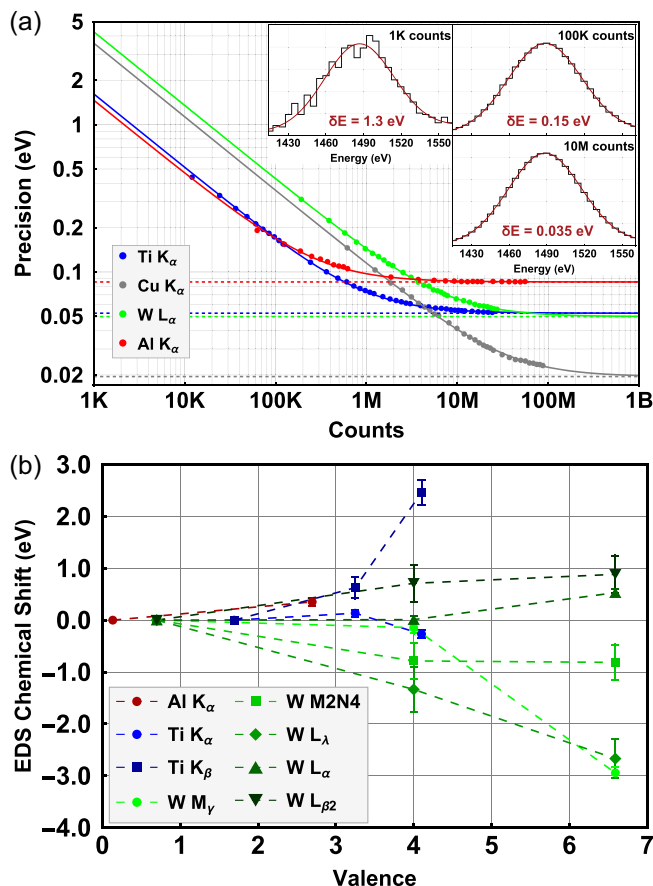 (a)
Precision (eV)
5
2
1
0.5
0.2
0.1
0.05
0.02
1K
10K
100K
1M
10M
100M
1B
Counts
Ti Kα
Cu Kα
W Lα
Al Kα
1K counts
δE = 1.3 eV
1430
1460
1490
1520
1550
Energy (eV)
100K counts
δE = 0.15 eV
10M counts
δE = 0.035 eV
1430
1460
1490
1520
1550
Energy (eV)
(b)
EDS Chemical Shift (eV)
3.0
2.0
1.0
0.0
-1.0
-2.0
-3.0
-4.0
0
1
2
3
4
5
6
7
Valence
Al Kα
Ti Kα
Ti Kβ
W Mγ
W M2N4
W Lλ
W Lα
W Lβ2